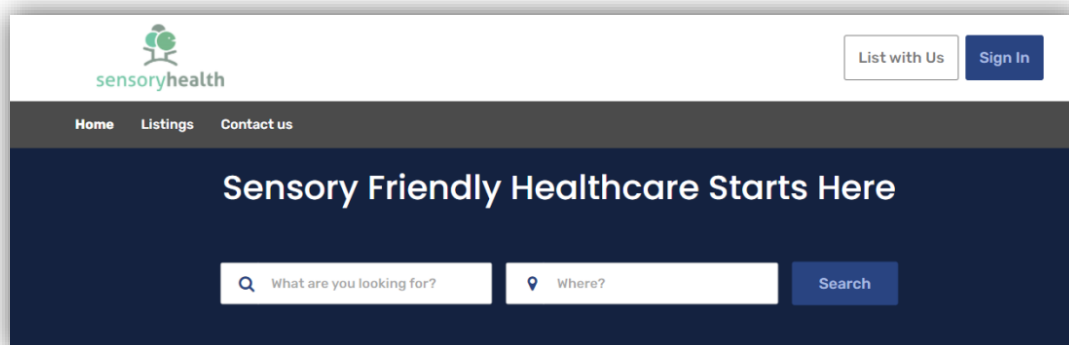 sensoryhealth
List with Us
Sign In
Home Listings Contact us
Sensory Friendly Healthcare Starts Here
What are you looking for?
Where?
Search